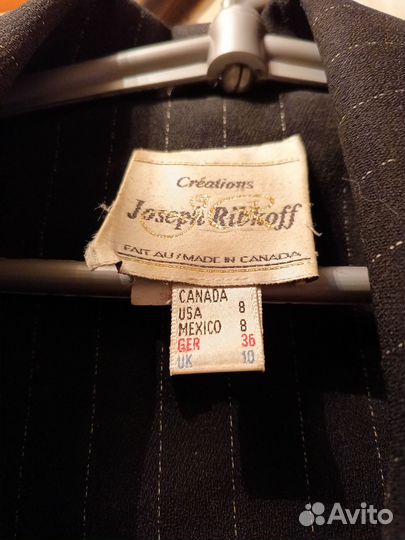 Créations
Joseph Ribkoff
FAIT AU / MADE IN CANADA
CANADA
USA 8
MEXICO 8
GER 36
UK 10
Avito